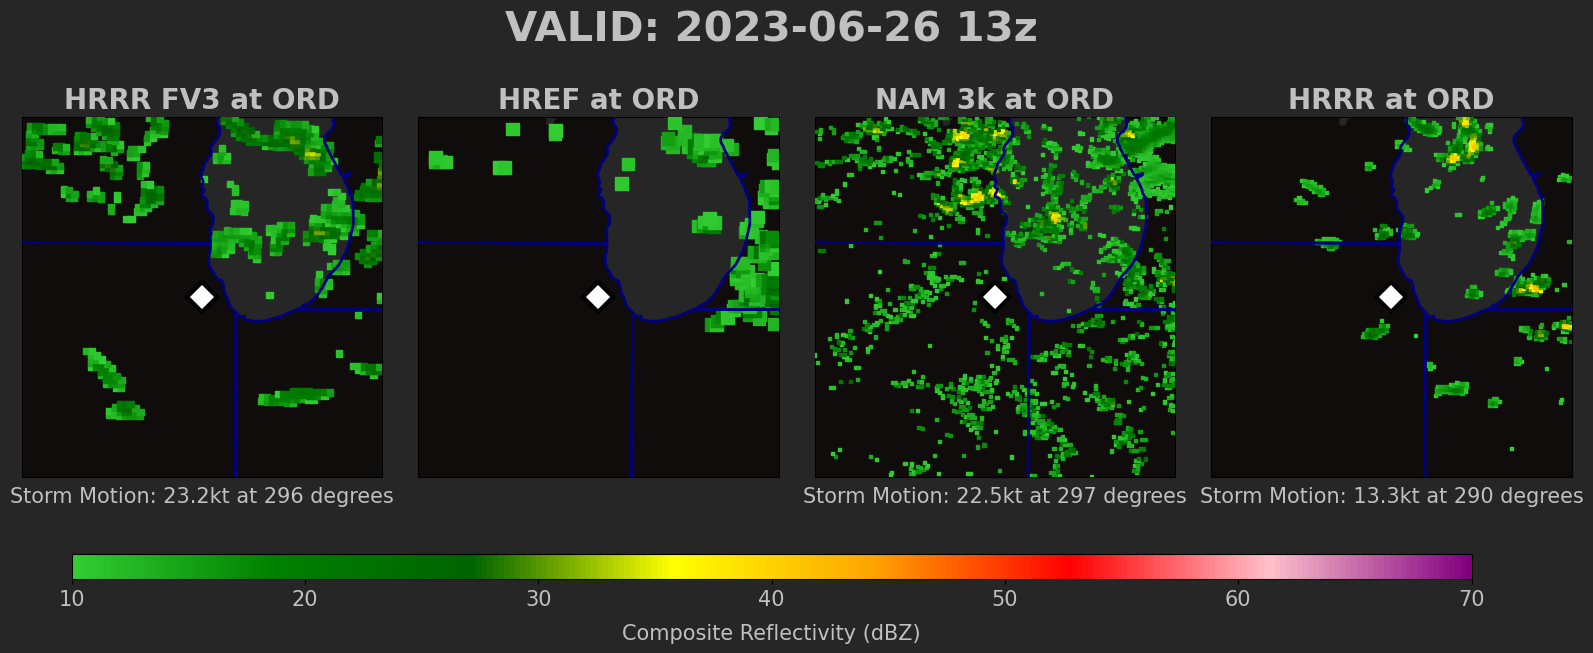 VALID: 2023-06-26 13z
HRRR FV3 at ORD
HREF at ORD
NAM 3k at ORD
HRRR at ORD
Storm Motion: 23.2kt at 296 degrees
Storm Motion: 22.5kt at 297 degrees
Storm Motion: 13.3kt at 290 degrees
10 20 30 40 50 60 70
Composite Reflectivity (dBZ)